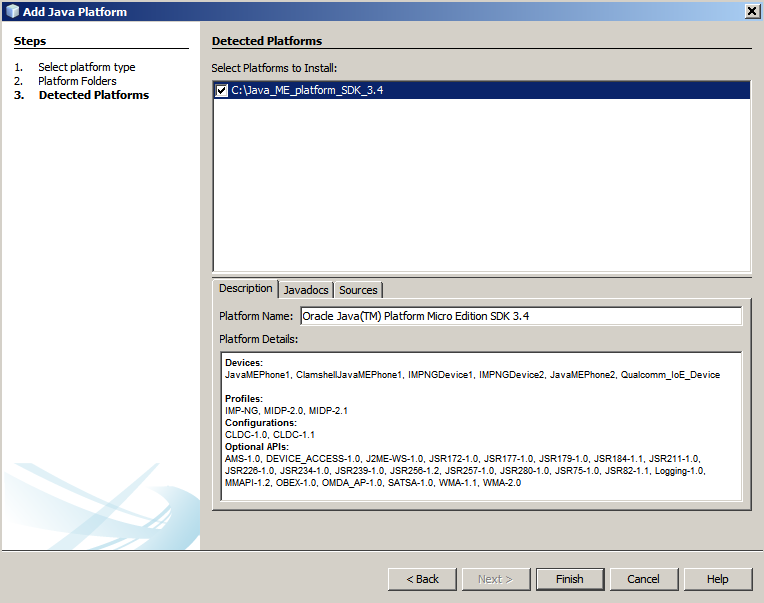 Add Java Platform
Steps
1. Select platform type
2. Platform Folders
3. Detected Platforms
Detected Platforms
Select Platforms to Install:
C:\Java_ME_platform_SDK_3.4
Description Javadocs Sources
Platform Name: Oracle Java(TM) Platform Micro Edition SDK 3.4
Platform Details:
Devices:
JavaMEPhone1, ClamshellJavaMEPhone1, IMPNGDevice1, IMPNGDevice2, JavaMEPhone2, Qualcomm_IoE_Device
Profiles:
IMP-NG, MIDP-2.0, MIDP-2.1
Configurations:
CLDC-1.0, CLDC-1.1
Optional APIs:
AMS-1.0, DEVICE_ACCESS-1.0, J2ME-WS-1.0, JSR172-1.0, JSR177-1.0, JSR179-1.0, JSR184-1.1, JSR211-1.0,
JSR226-1.0, JSR234-1.0, JSR239-1.0, JSR256-1.2, JSR257-1.0, JSR280-1.0, JSR75-1.0, JSR82-1.1, Logging-1.0,
MMAPI-1.2, OBEX-1.0, OMDA_AP-1.0, SATSA-1.0, WMA-1.1, WMA-2.0
< Back Next > Finish Cancel Help